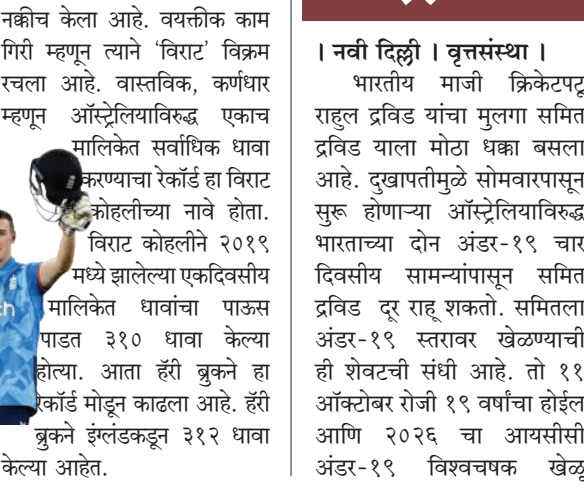 नक्कीच केला आहे. वयक्तीक काम
गिरी म्हणून त्याने ‘विराट’ विक्रम
रचला आहे. वास्तविक, कर्णधार
म्हणून ऑस्ट्रेलियाविरुद्ध एकाच
मालिकेत सर्वाधिक धावा
करण्याचा रेकॉर्ड हा विराट
कोहलीच्या नावे होता.
विराट कोहलीने २०१९
मध्ये झालेल्या एकदिवसीय
मालिकेत धावांचा पाऊस
पाडत ३१० धावा केल्या
होत्या. आता हॅरी ब्रुकने हा
रेकॉर्ड मोडून काढला आहे. हॅरी
ब्रुकने इंग्लंडकडून ३१२ धावा
केल्या आहेत.
। नवी दिल्ली । वृत्तसंस्था ।
भारतीय माजी क्रिकेटपटू
राहुल द्रविड यांचा मुलगा समित
द्रविड याला मोठा धक्का बसला
आहे. दुखापतीमुळे सोमवारपासून
सुरू होणाऱ्या ऑस्ट्रेलियाविरुद्ध
भारताच्या दोन अंडर-१९ चार
दिवसीय सामन्यांपासून समित
द्रविड दूर राहू शकतो. समितला
अंडर-१९ स्तरावर खेळण्याची
ही शेवटची संधी आहे. तो ११
ऑक्टोबर रोजी १९ वर्षांचा होईल
आणि २०२६ चा आयसीसी
अंडर-१९ विश्वचषक खेळू